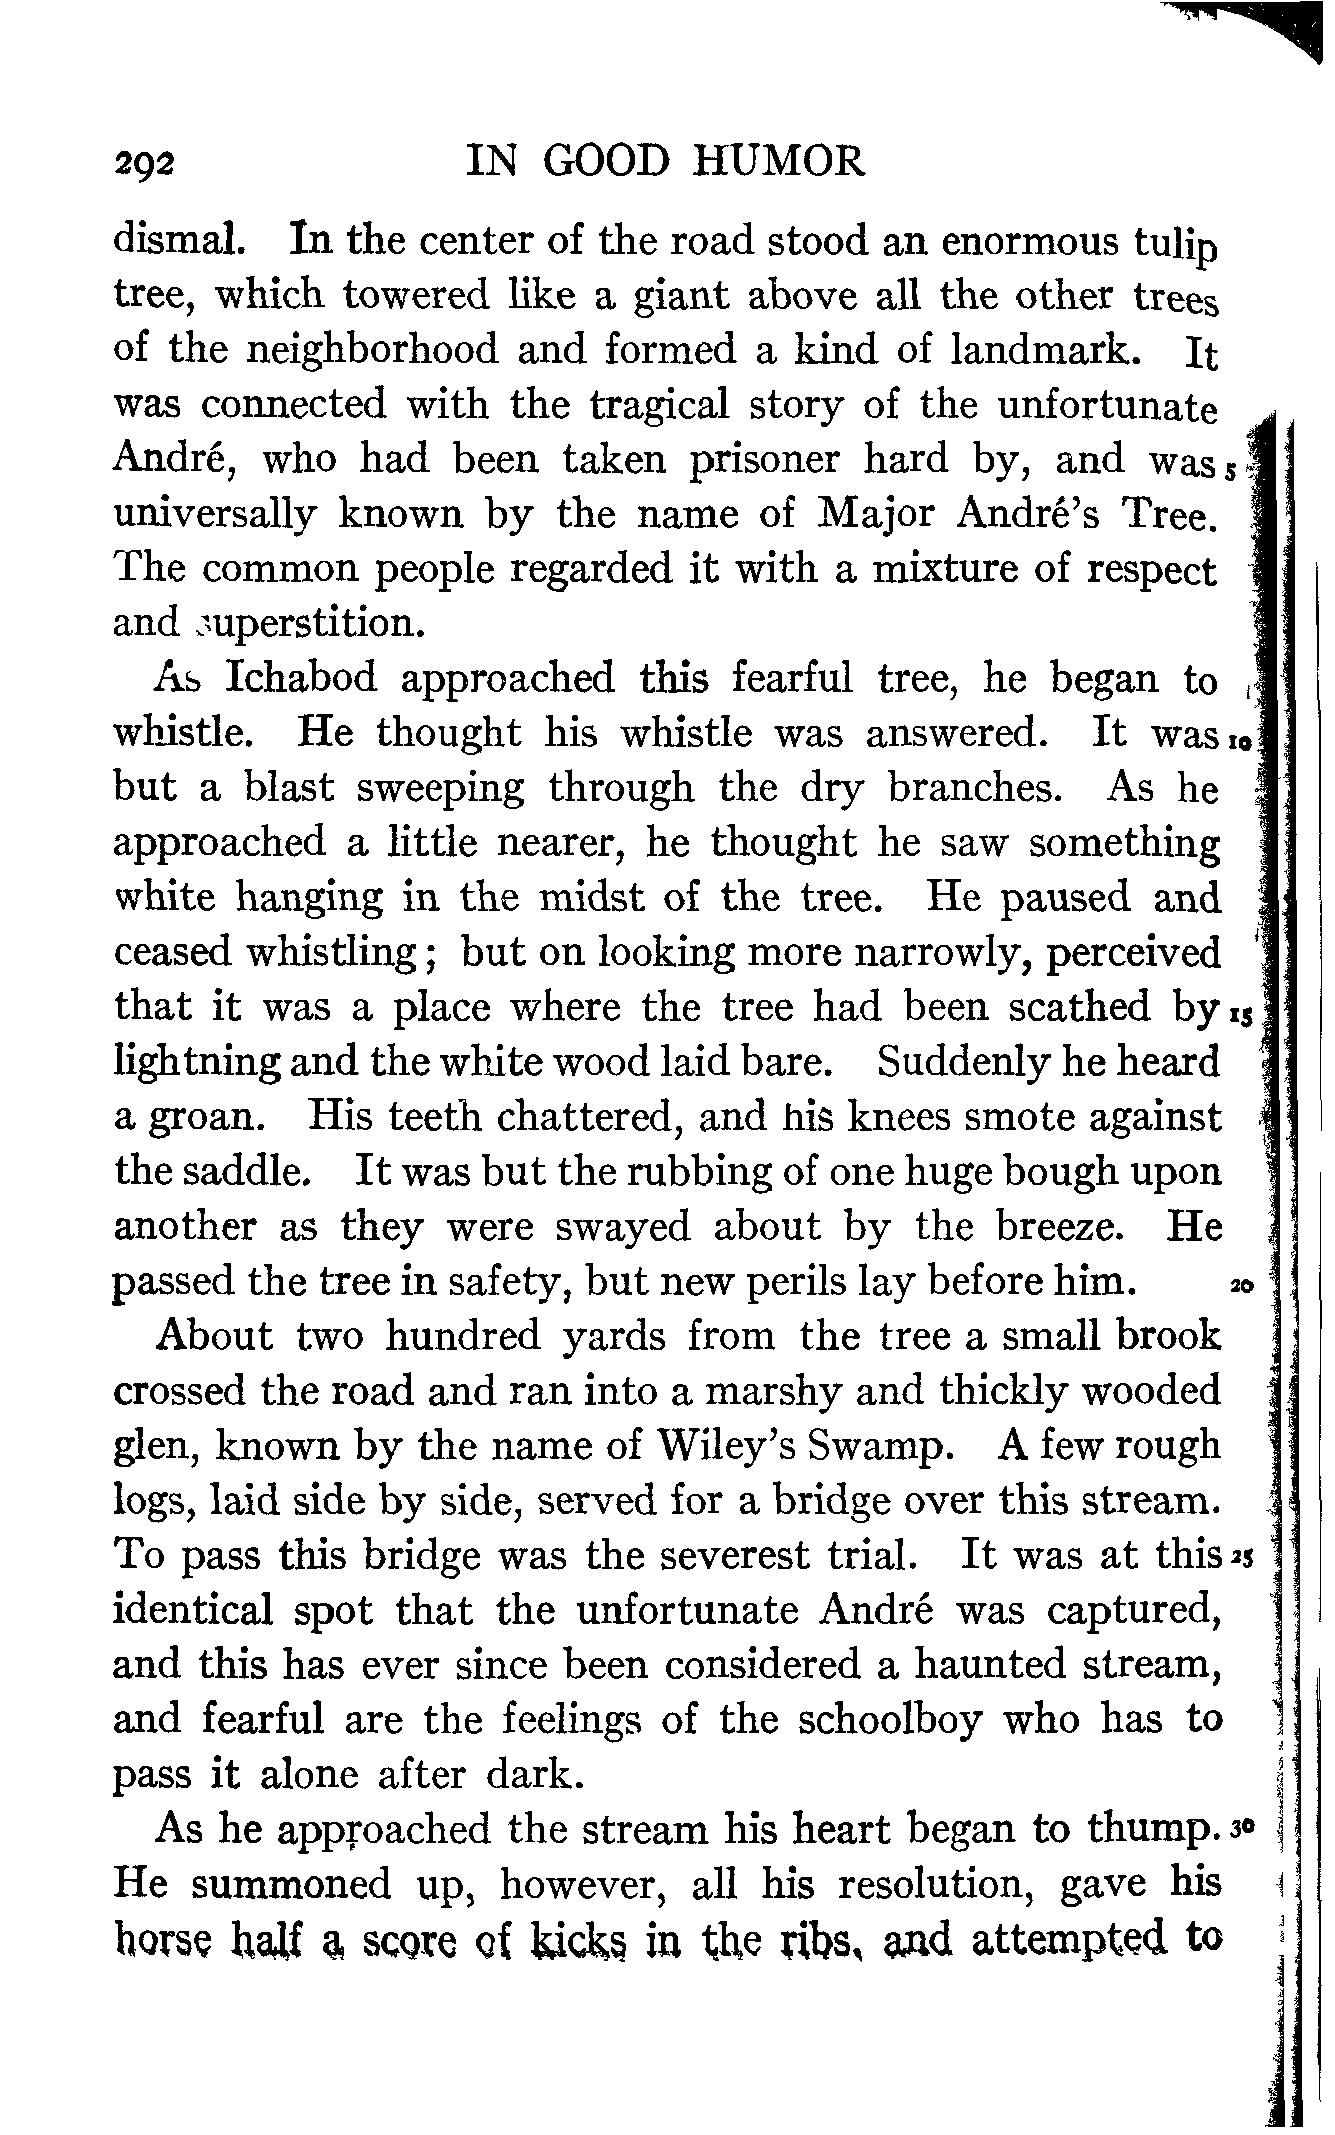 292 IN GOOD HUMOR
dismal. In the center of the road stood an enormous tulip
tree, which towered like a giant above all the other trees
of the neighborhood and formed a kind of landmark. It
was connected with the tragical story of the unfortunate
André, who had been taken prisoner hard by, and was 5
universally known by the name of Major André's Tree.
The common people regarded it with a mixture of respect
and superstition.
As Ichabod approached this fearful tree, he began to
whistle. He thought his whistle was answered. It was 10
but a blast sweeping through the dry branches. As he
approached a little nearer, he thought he saw something
white hanging in the midst of the tree. He paused and
ceased whistling; but on looking more narrowly, perceived
that it was a place where the tree had been scathed by 15
lightning and the white wood laid bare. Suddenly he heard
a groan. His teeth chattered, and his knees smote against
the saddle. It was but the rubbing of one huge bough upon
another as they were swayed about by the breeze. He
passed the tree in safety, but new perils lay before him. 20
About two hundred yards from the tree a small brook
crossed the road and ran into a marshy and thickly wooded
glen, known by the name of Wiley's Swamp. A few rough
logs, laid side by side, served for a bridge over this stream.
To pass this bridge was the severest trial. It was at this 25
identical spot that the unfortunate André was captured,
and this has ever since been considered a haunted stream,
and fearful are the feelings of the schoolboy who has to
pass it alone after dark.
As he approached the stream his heart began to thump. 30
He summoned up, however, all his resolution, gave his
horse half a score of kicks in the ribs, and attempted to